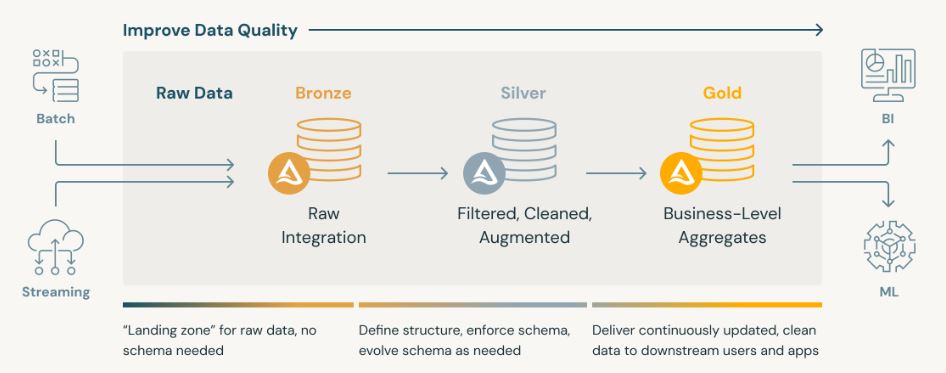 Improve Data Quality
Raw Data
Bronze
Silver
Gold
Batch
BI
Raw
Integration
Filtered, Cleaned,
Augmented
Business-Level
Aggregates
Streaming
ML
“Landing zone” for raw data, no
schema needed
Define structure, enforce schema,
evolve schema as needed
Deliver continuously updated, clean
data to downstream users and apps